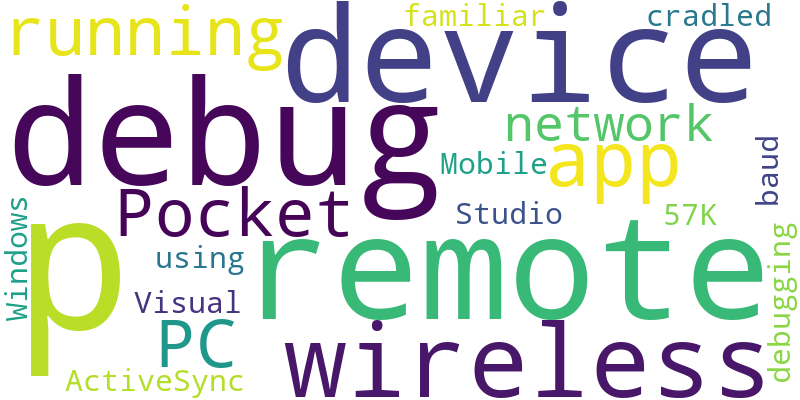 running
familiar
cradled
device
debug
network
Mobile
app
baud
Pocket
Studio
57K
Windows
p
using
remote
debugging
Visual
PC
wireless
ActiveSync